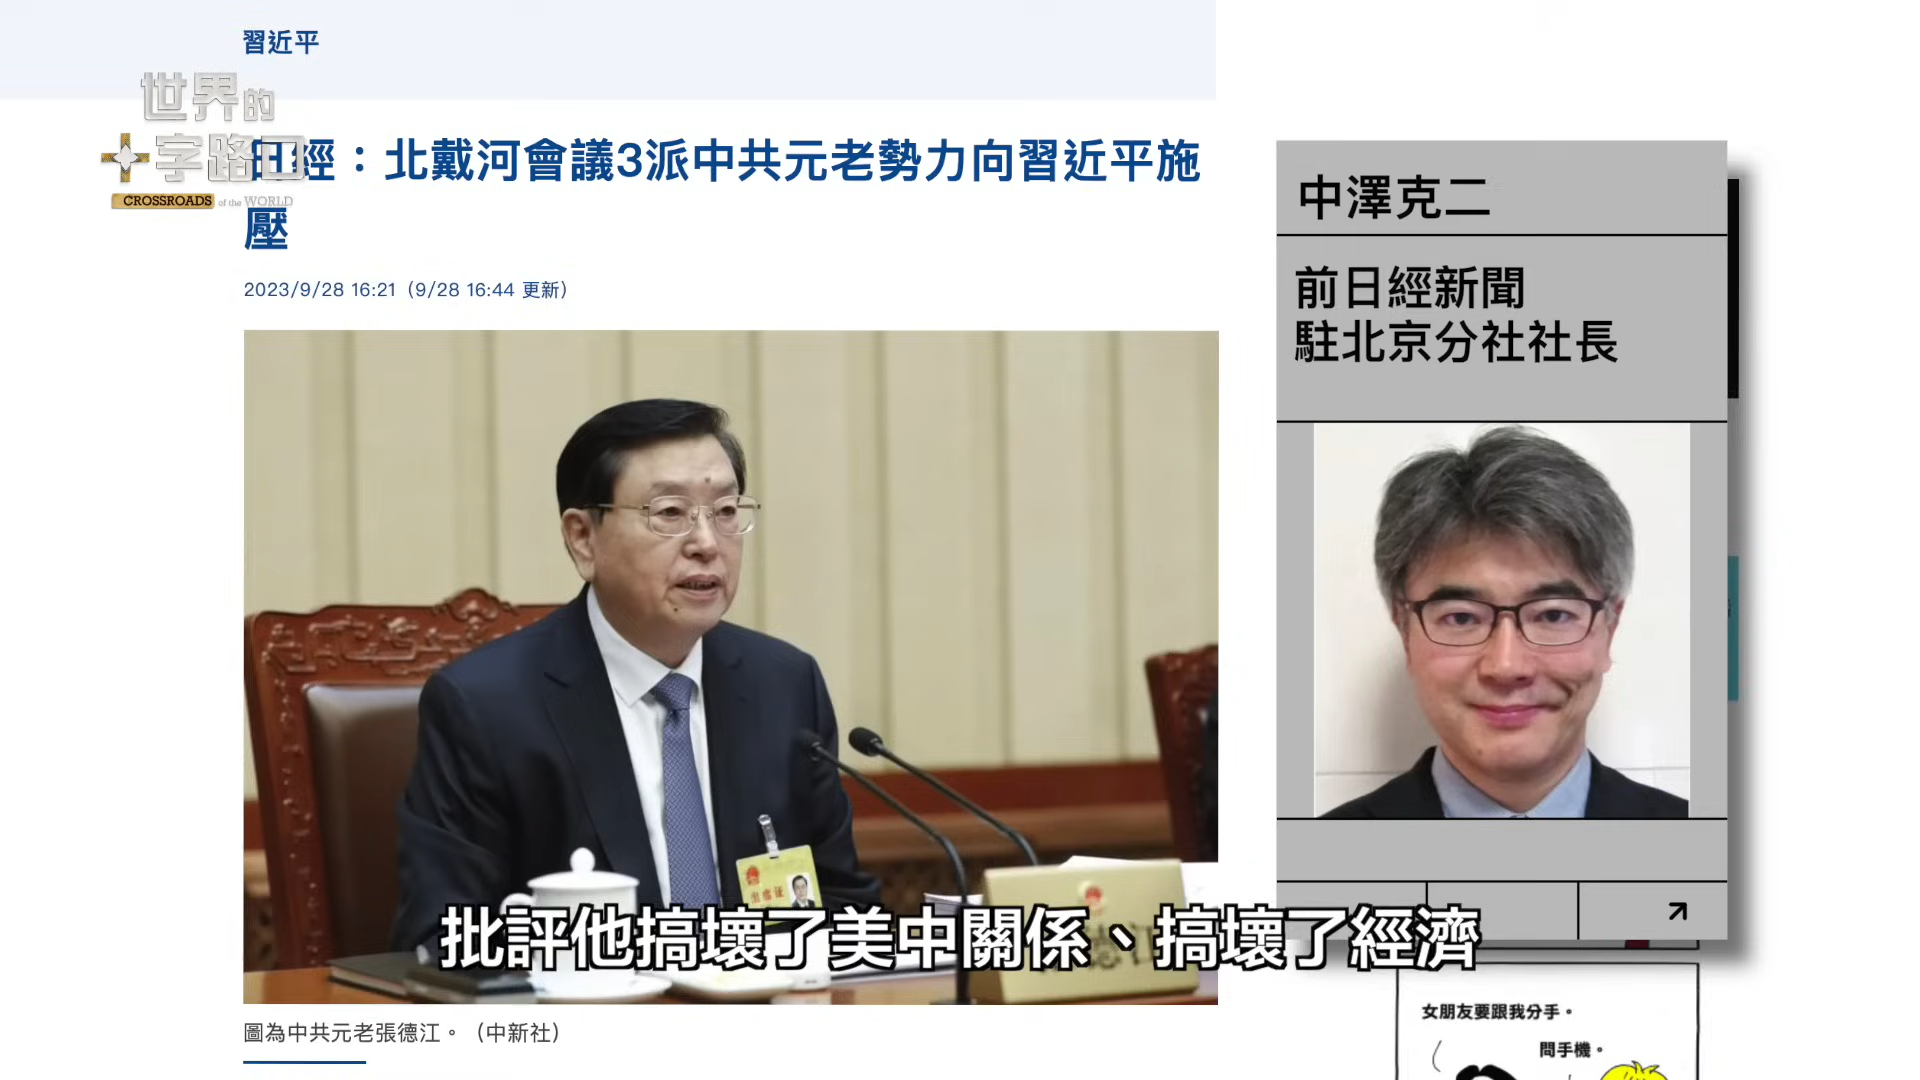 習近平
世界的
十字路口
CROSSROADS of the WORLD
日經：北戴河會議3派中共元老勢力向習近平施
壓
2023/9/28 16:21（9/28 16:44 更新）
中澤克二
前日經新聞
駐北京分社社長
出席证
批評他搞壞了美中關係、搞壞了經濟
圖為中共元老張德江。（中新社）
女朋友要跟我分手。
問手機。